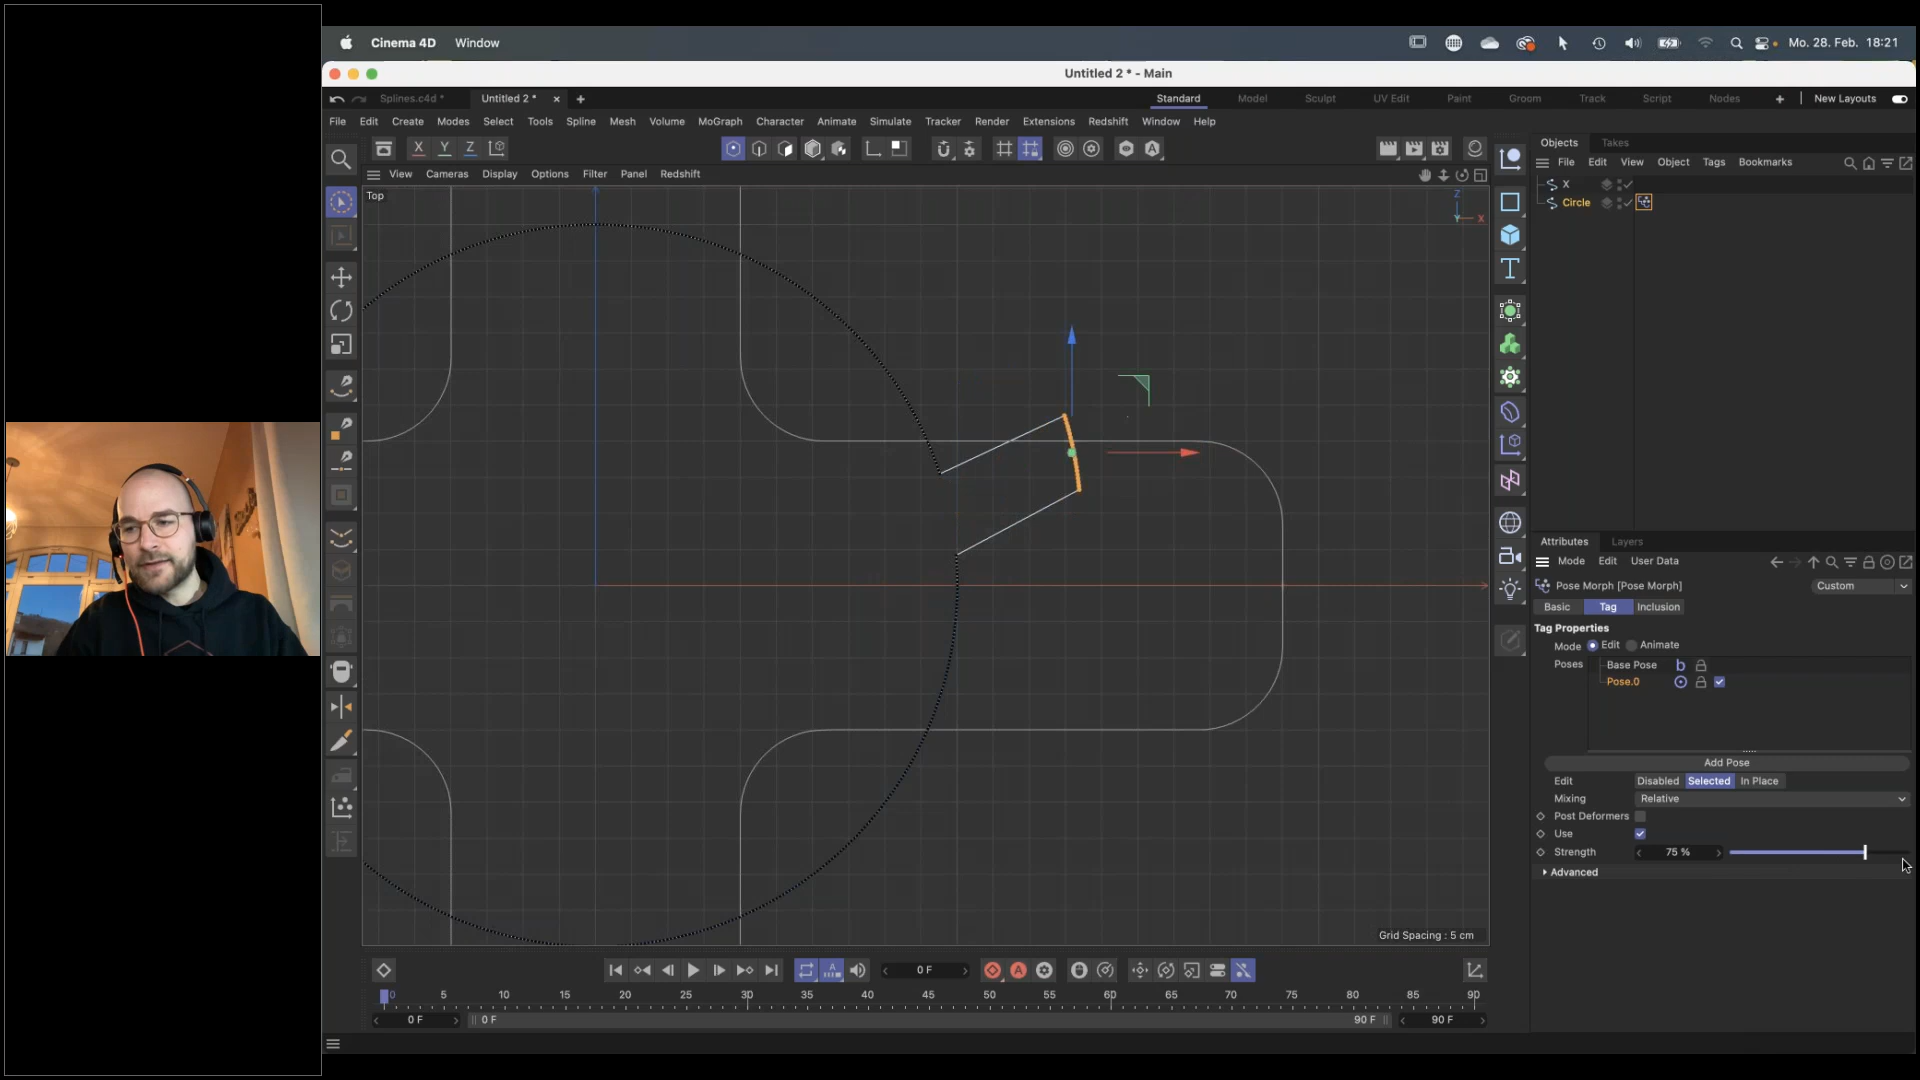 Cinema 4D Window
Mo. 28. Feb. 18:21
Untitled 2 * - Main
Splines.c4d *
Untitled 2 *
Standard Model Sculpt UV Edit Paint Groom Track Script Nodes New Layouts
File Edit Create Modes Select Tools Spline Mesh Volume MoGraph Character Animate Simulate Tracker Render Extensions Redshift Window Help
Objects Takes
X Y Z
File Edit View Object Tags Bookmarks
View Cameras Display Options Filter Panel Redshift
Top
X
Circle
Z
Y X
Attributes Layers
Mode Edit User Data
Pose Morph [Pose Morph]
Custom
Basic Tag Inclusion
Tag Properties
Mode Edit Animate
Poses Base Pose
Pose.0
Add Pose
Edit Disabled Selected In Place
Mixing Relative
Post Deformers
Use
Strength 75 %
Advanced
Grid Spacing : 5 cm
0 F
0 5 10 15 20 25 30 35 40 45 50 55 60 65 70 75 80 85 90
0 F 0 F 90 F 90 F